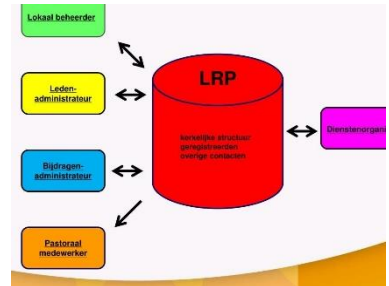 Lokaal beheerder
LRP
Leden-
administrateur
kerkelijke structuur
geregistreerden
overige contacten
Dienstenorgani
Bijdragen-
administrateur
Pastoraal
medewerker